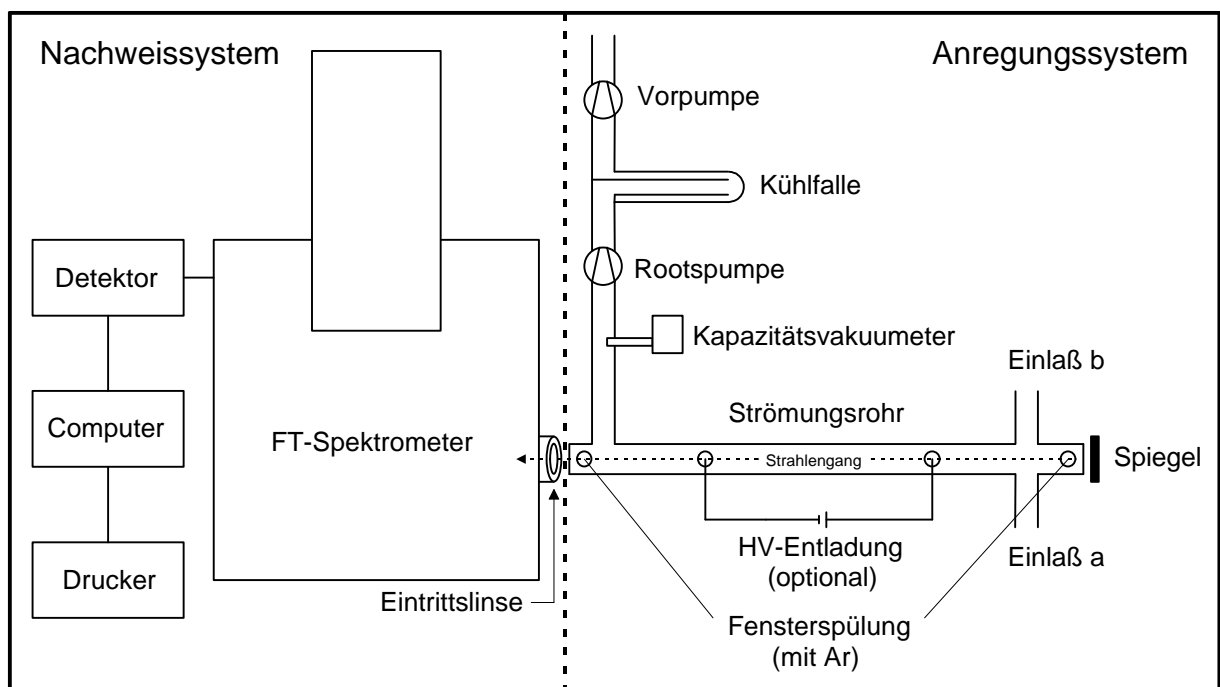 Nachweissystem
Anregungssystem
Vorpumpe
Kühlfalle
Detektor
Rootspumpe
Kapazitätsvakuumeter
Einlaß b
Computer
FT-Spektrometer
Strömungsrohr
Strahlengang
Spiegel
HV-Entladung
(optional)
Einlaß a
Drucker
Eintrittslinse
Fensterspülung
(mit Ar)